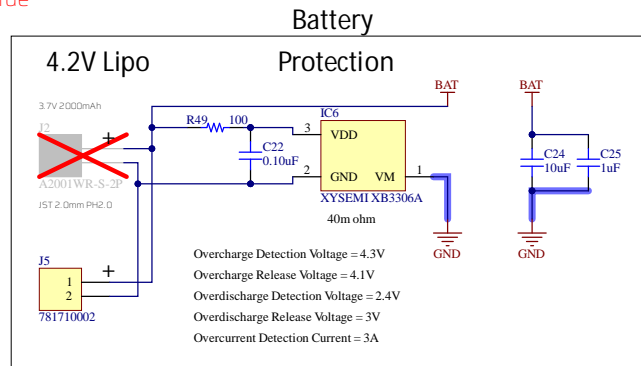 Battery
4.2V Lipo
Protection
BAT
BAT
3.7V 2000mAh
J2
+
A2001WR-S-2P
JST 2.0mm PH2.0
R49
100
C22
0.10uF
IC6
3
VDD
2
GND
VM
1
XYSEMI XB3306A
40m ohm
C24
10uF
C25
1uF
GND
GND
J5
+
1
2
781710002
Overcharge Detection Voltage = 4.3V
Overcharge Release Voltage = 4.1V
Overdischarge Detection Voltage = 2.4V
Overdischarge Release Voltage = 3V
Overcurrent Detection Current = 3A